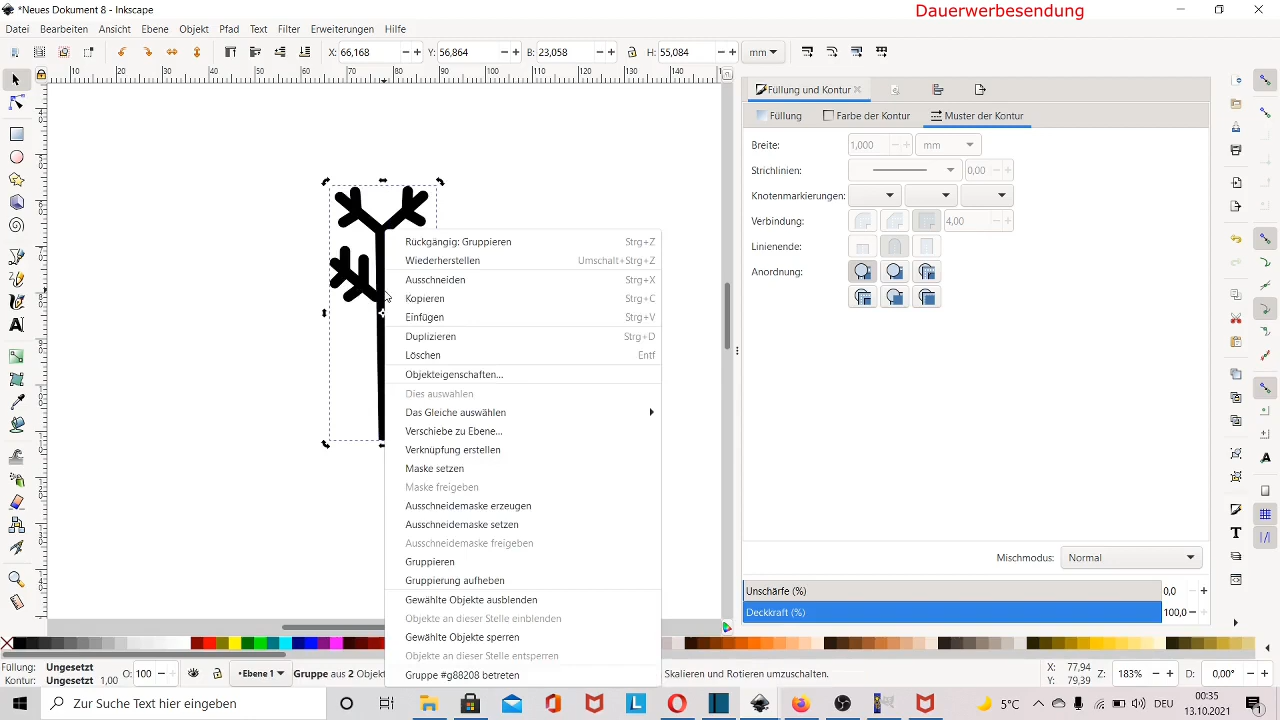 *Neues Dokument 8 - Inkscape
Dauerwerbesendung
Datei Bearbeiten Ansicht Ebene Objekt Pfad Text Filter Erweiterungen Hilfe
X: 66,168 Y: 56,864 B: 23,058 H: 55,084 mm
Füllung und Kontur
Füllung Farbe der Kontur Muster der Kontur
Breite: 1,000 mm
Strichlinien: 0,00
Knotenmarkierungen:
Verbindung: 4,00
Linienende:
Anordnung:
Rückgängig: Gruppieren Strg+Z
Wiederherstellen Umschalt+Strg+Z
Ausschneiden Strg+X
Kopieren Strg+C
Einfügen Strg+V
Duplizieren Strg+D
Löschen Entf
Objekteigenschaften...
Dies auswahlen
Das Gleiche auswählen
Verschiebe zu Ebene...
Verknüpfung erstellen
Maske setzen
Maske freigeben
Ausschneidemaske erzeugen
Ausschneidemaske setzen
Ausschneidemaske freigeben
Gruppieren
Gruppierung aufheben
Gewählte Objekte ausblenden
Objekte an dieser Stelle einblenden
Gewählte Objekte sperren
Objekte an dieser Stelle entsperren
Gruppe #g88208 betreten
Mischmodus: Normal
Unschärfe (%) 0,0
Deckkraft (%) 100,0
Füllung: Ungesetzt
Kontur: Ungesetzt 1,00
O: 100
•Ebene 1
Gruppe aus 2 Objek
Skalieren und Rotieren umzuschalten.
X: 77,94
Y: 79,39
Z: 183%
D: 0,00°
Zur Suche Text hier eingeben
5°C
00:35
13.10.2021